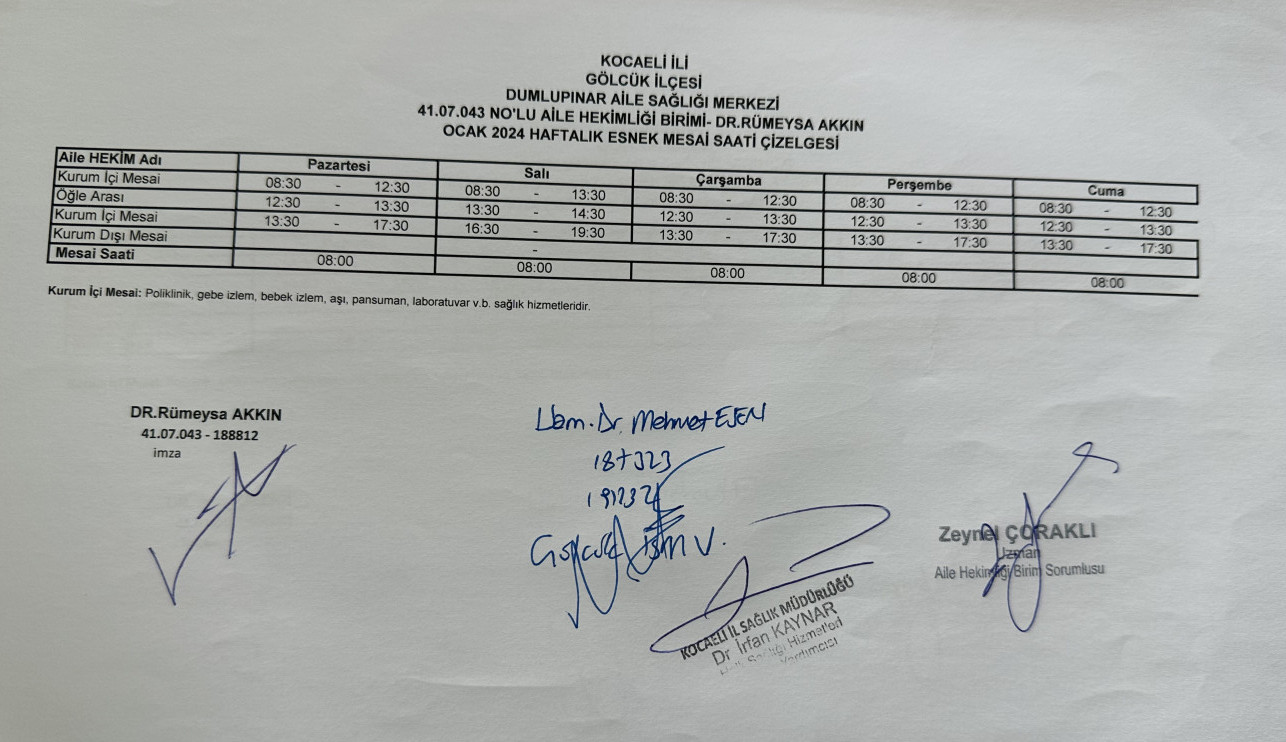 KOCAELİ İLİ
GÖLCÜK İLÇESİ
DUMLUPINAR AİLE SAĞLIĞI MERKEZİ
41.07.043 NO'LU AİLE HEKİMLİĞİ BİRİMİ- DR.RÜMEYSA AKKIN
OCAK 2024 HAFTALIK ESNEK MESAİ SAATİ ÇİZELGESİ
Aile HEKİM Adı Pazartesi Salı Çarşamba Perşembe Cuma
Kurum İçi Mesai 08:30 - 12:30 08:30 - 13:30 08:30 - 12:30 08:30 - 12:30 08:30 - 12:30
Öğle Arası 12:30 - 13:30 13:30 - 14:30 12:30 - 13:30 12:30 - 13:30 12:30 - 13:30
Kurum İçi Mesai 13:30 - 17:30 16:30 - 19:30 13:30 - 17:30 13:30 - 17:30 13:30 - 17:30
Kurum Dışı Mesai -
Mesai Saati 08:00 08:00 08:00 08:00 08:00
Kurum İçi Mesai: Poliklinik, gebe izlem, bebek izlem, aşı, pansuman, laboratuvar v.b. sağlık hizmetleridir.
DR.Rümeysa AKKIN
41.07.043 - 188812
imza
Dr. Mehmet ESEN
187323
V.
KOCAELİ İL SAĞLIK MÜDÜRLÜĞÜ
Dr İrfan KAYNAR
Hizmetleri
Yardımcısı
Zeynel ÇORAKLI
Uzman
Aile Hekimliği Birim Sorumlusu